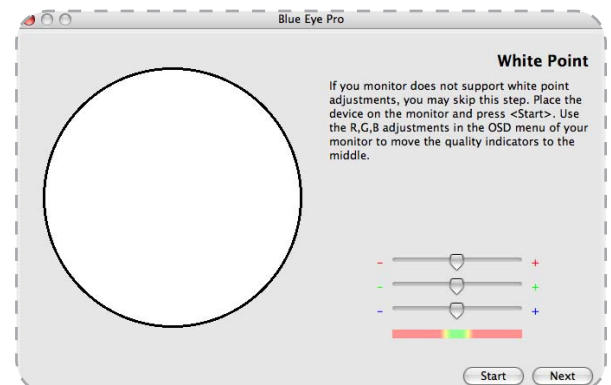 Blue Eye Pro
White Point
If you monitor does not support white point
adjustments, you may skip this step. Place the
device on the monitor and press <Start>. Use
the R,G,B adjustments in the OSD menu of your
monitor to move the quality indicators to the
middle.
- +
- +
- +
Start Next